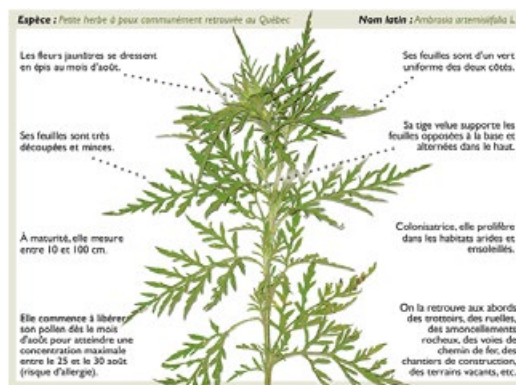 Espèce : Petite herbe à poux communément retrouvée au Québec
Nom latin : Ambrosia artemisiifolia L.
Les fleurs jaunâtres se dressent
en épis au mois d'août.
Ses feuilles sont très
découpées et minces.
À maturité, elle mesure
entre 10 et 100 cm.
Elle commence à libérer
son pollen dès le mois
d'août pour atteindre une
concentration maximale
entre le 25 et le 30 août
(risque d'allergie).
Ses feuilles sont d'un vert
uniforme des deux côtés.
Sa tige velue supporte les
feuilles opposées à la base et
alternées dans le haut.
Colonisatrice, elle prolifère
dans les habitats arides et
ensoleillés.
On la retrouve aux abords
des trottoirs, des ruelles,
des amoncellements
rocheux, des voies de
chemin de fer, des
chantiers de construction,
des terrains vacants, etc.